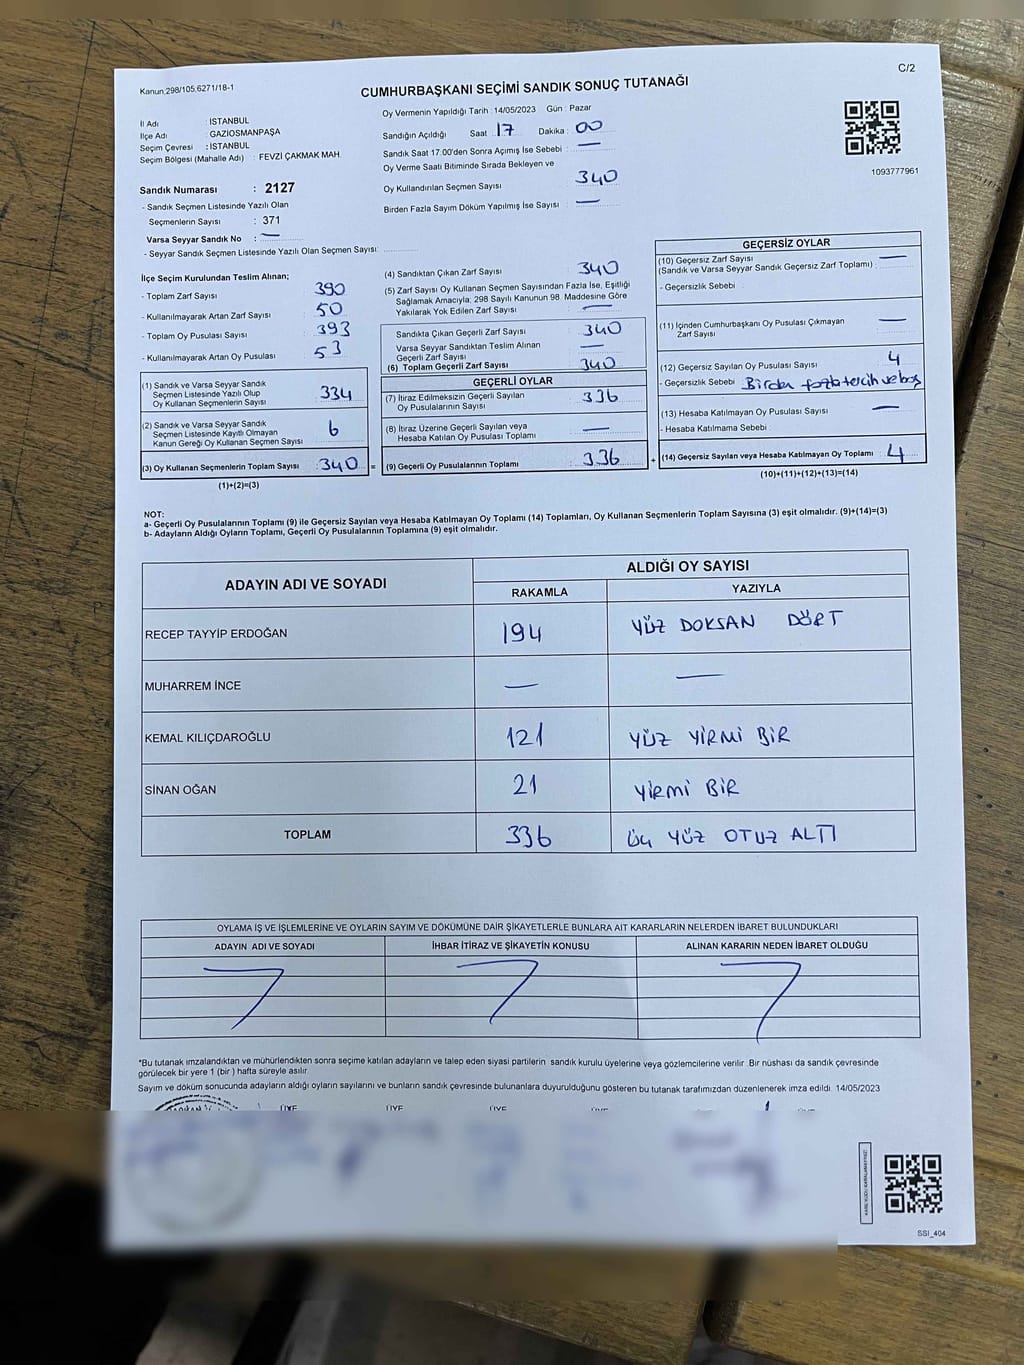 Kanun:298/105;6271/18-1
C/2
CUMHURBAŞKANI SEÇİMİ SANDIK SONUÇ TUTANAĞI
İl Adı : İSTANBUL
İlçe Adı : GAZİOSMANPAŞA
Seçim Çevresi : İSTANBUL
Seçim Bölgesi (Mahalle Adı) : FEVZİ ÇAKMAK MAH.
Sandık Numarası : 2127
- Sandık Seçmen Listesinde Yazılı Olan
Seçmenlerin Sayısı : 371
Varsa Seyyar Sandık No : —
- Seyyar Sandık Seçmen Listesinde Yazılı Olan Seçmen Sayısı:
Oy Vermenin Yapıldığı Tarih : 14/05/2023 Gün : Pazar
Sandığın Açıldığı Saat : 17 Dakika : 00
Sandık Saat 17.00'den Sonra Açımış İse Sebebi : —
Oy Verme Saati Bitiminde Sırada Bekleyen ve
Oy Kullandırılan Seçmen Sayısı : 340
Birden Fazla Sayım Döküm Yapılmış İse Sayısı : —
1093777961
İlçe Seçim Kurulundan Teslim Alınan;
- Toplam Zarf Sayısı : 390
- Kullanılmayarak Artan Zarf Sayısı : 50
- Toplam Oy Pusulası Sayısı : 393
- Kullanılmayarak Artan Oy Pusulası : 53
(1) Sandık ve Varsa Seyyar Sandık
Seçmen Listesinde Yazılı Olup
Oy Kullanan Seçmenlerin Sayısı : 334
(2) Sandık ve Varsa Seyyar Sandık
Seçmen Listesinde Kayıtlı Olmayan
Kanun Gereği Oy Kullanan Seçmen Sayısı : 6
(3) Oy Kullanan Seçmenlerin Toplam Sayısı : 340 =
(1)+(2)=(3)
(4) Sandıktan Çıkan Zarf Sayısı : 340
(5) Zarf Sayısı Oy Kullanan Seçmen Sayısından Fazla İse, Eşitliği
Sağlamak Amacıyla; 298 Sayılı Kanunun 98. Maddesine Göre
Yakılarak Yok Edilen Zarf Sayısı : —
Sandıkta Çıkan Geçerli Zarf Sayısı : 340
Varsa Seyyar Sandıktan Teslim Alınan
Geçerli Zarf Sayısı : —
(6) Toplam Geçerli Zarf Sayısı : 340
GEÇERLİ OYLAR
(7) İtiraz Edilmeksizin Geçerli Sayılan
Oy Pusulalarının Sayısı : 336
(8) İtiraz Üzerine Geçerli Sayılan veya
Hesaba Katılan Oy Pusulası Toplamı : —
(9) Geçerli Oy Pusulalarının Toplamı : 336 +
GEÇERSİZ OYLAR
(10) Geçersiz Zarf Sayısı : —
(Sandık ve Varsa Seyyar Sandık Geçersiz Zarf Toplamı) :
- Geçersizlik Sebebi :
(11) İçinden Cumhurbaşkanı Oy Pusulası Çıkmayan : —
Zarf Sayısı
(12) Geçersiz Sayılan Oy Pusulası Sayısı : 4
- Geçersizlik Sebebi : Birden fazla tercih ve boş
(13) Hesaba Katılmayan Oy Pusulası Sayısı : —
- Hesaba Katılmama Sebebi :
(14) Geçersiz Sayılan veya Hesaba Katılmayan Oy Toplamı : 4
(10)+(11)+(12)+(13)=(14)
NOT:
a- Geçerli Oy Pusulalarının Toplamı (9) ile Geçersiz Sayılan veya Hesaba Katılmayan Oy Toplamı (14) Toplamları, Oy Kullanan Seçmenlerin Toplam Sayısına (3) eşit olmalıdır. (9)+(14)=(3)
b- Adayların Aldığı Oyların Toplamı, Geçerli Oy Pusulalarının Toplamına (9) eşit olmalıdır.
ADAYIN ADI VE SOYADI ALDIĞI OY SAYISI
RAKAMLA YAZIYLA
RECEP TAYYİP ERDOĞAN 194 YÜZ DOKSAN DÖRT
MUHARREM İNCE — —
KEMAL KILIÇDAROĞLU 121 YÜZ YİRMİ BİR
SİNAN OĞAN 21 YİRMİ BİR
TOPLAM 336 ÜÇ YÜZ OTUZ ALTI
OYLAMA İŞ VE İŞLEMLERİNE VE OYLARIN SAYIM VE DÖKÜMÜNE DAİR ŞİKAYETLERLE BUNLARA AİT KARARLARIN NELERDEN İBARET BULUNDUKLARI
ADAYIN ADI VE SOYADI İHBAR İTİRAZ VE ŞİKAYETİN KONUSU ALINAN KARARIN NEDEN İBARET OLDUĞU
*Bu tutanak imzalandıktan ve mühürlendikten sonra seçime katılan adayların ve talep eden siyasi partilerin sandık kurulu üyelerine veya gözlemcilerine verilir. Bir nüshası da sandık çevresinde
görülecek bir yere 1 (bir ) hafta süreyle asılır.
Sayım ve döküm sonucunda adayların aldığı oyların sayılarını ve bunların sandık çevresinde bulunanlara duyurulduğunu gösteren bu tutanak tarafımızdan düzenlenerek imza edildi. 14/05/2023
ÜYE ÜYE ÜYE ÜYE ÜYE
SSİ_404